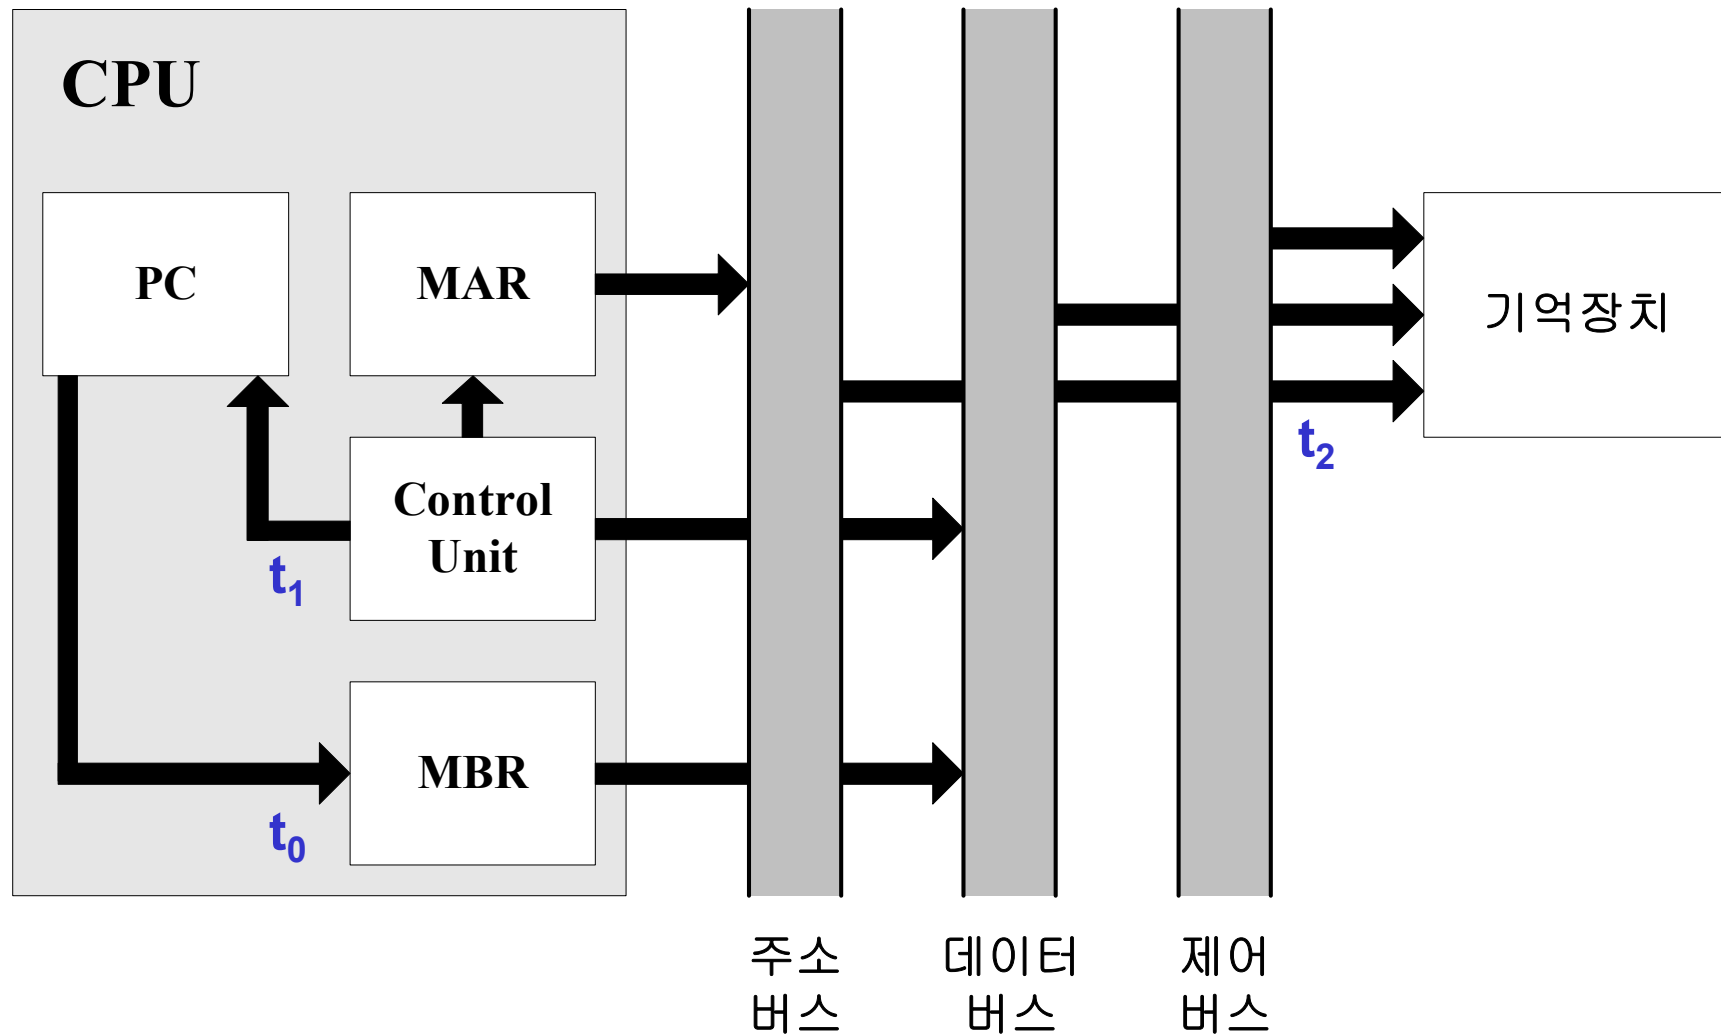 CPU
PC
MAR
기억장치
t2
Control
Unit
t1
MBR
t0
주소
버스
데이터
버스
제어
버스